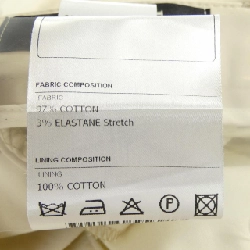 FABRIC COMPOSITION
FABRIC
97% COTTON
3% ELASTANE Stretch
LINING COMPOSITION
LINING
100% COTTON